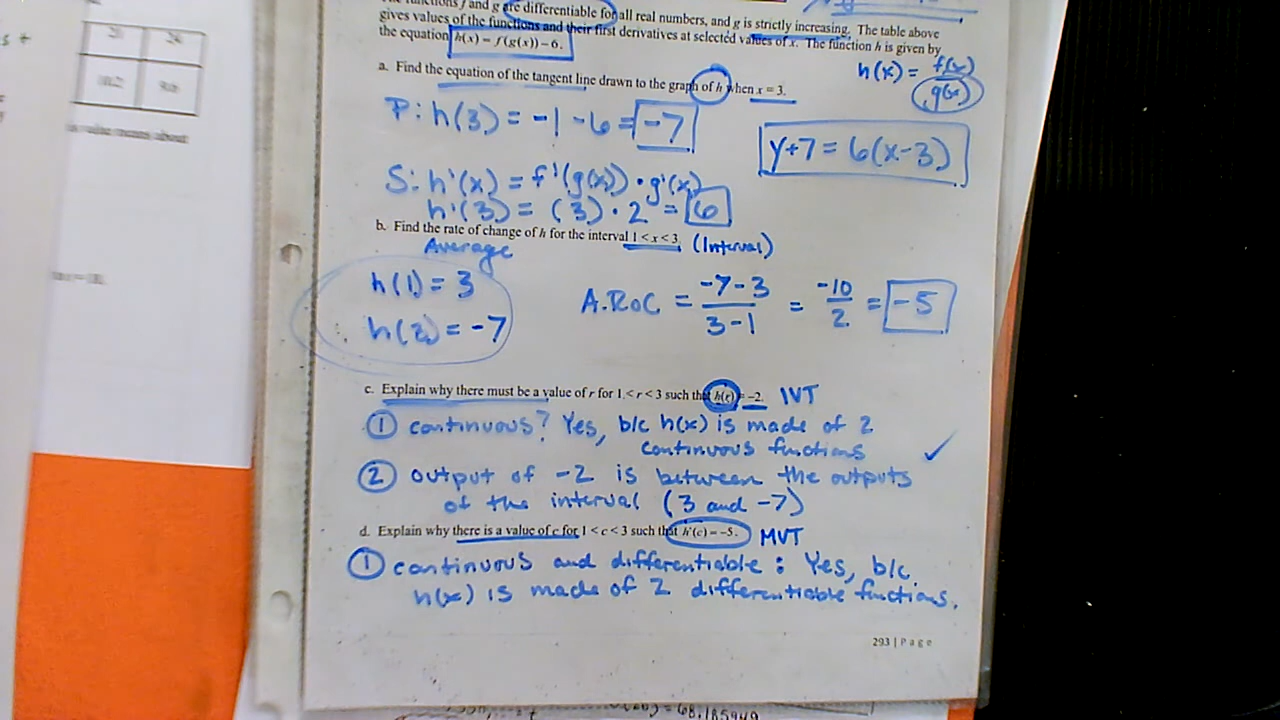 functions f and g are differentiable for all real numbers, and g is strictly increasing. The table above
gives values of the functions and their first derivatives at selected values of x. The function h is given by
the equation h(x) = f(g(x)) – 6.
h(x) = f(x)
g(x)
a. Find the equation of the tangent line drawn to the graph of h when x = 3.
P: h(3) = -1 - 6 = -7
y+7 = 6(x-3)
S: h'(x) = f'(g(x)) · g'(x)
h'(3) = (3) · 2 = 6
b. Find the rate of change of h for the interval 1 < x < 3. (Interval)
Average
h(1) = 3
h(3) = -7
A.RoC = -7-3 = -10 = -5
3-1 2
c. Explain why there must be a value of r for 1 < r < 3 such that h(r) = –2. IVT
① continuous? Yes, b/c h(x) is made of 2
continuous functions ✓
② output of -2 is between the outputs
of the interval (3 and -7)
d. Explain why there is a value of c for 1 < c < 3 such that h'(c) = –5. MVT
① continuous and differentiable: Yes, b/c
h(x) is made of 2 differentiable functions.
293 | Page